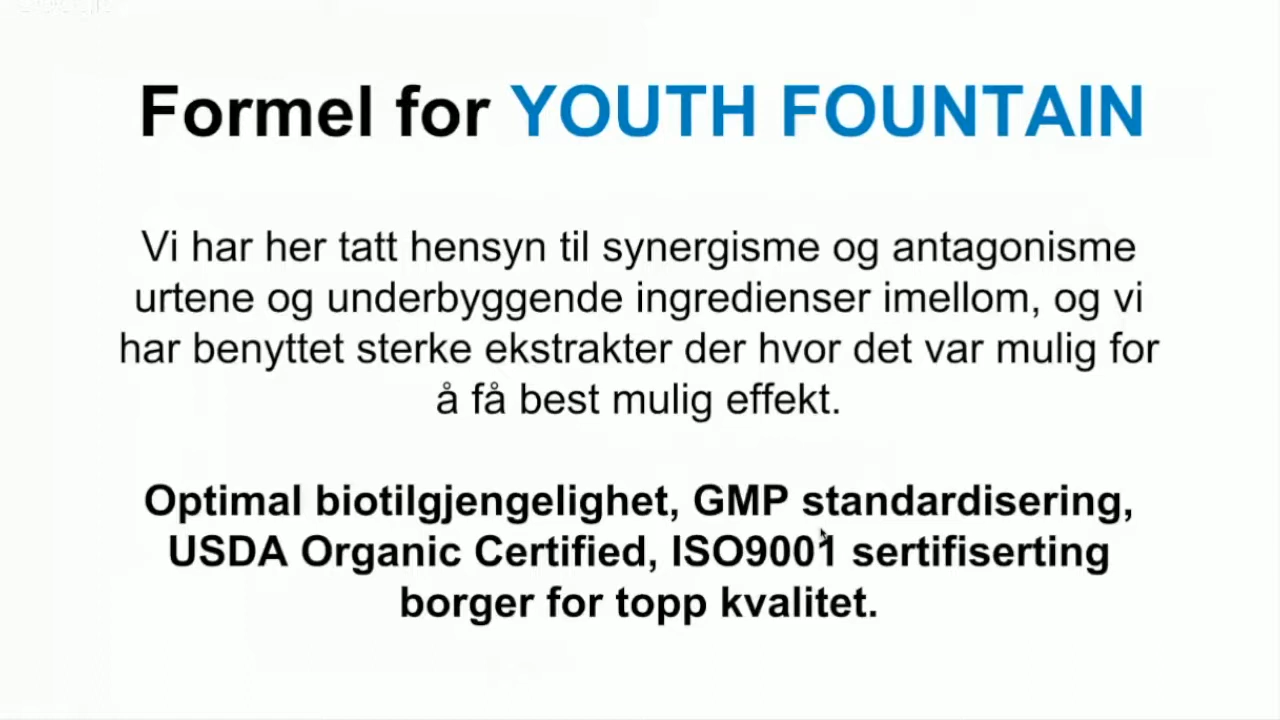 Formel for YOUTH FOUNTAIN
Vi har her tatt hensyn til synergisme og antagonisme
urtene og underbyggende ingredienser imellom, og vi
har benyttet sterke ekstrakter der hvor det var mulig for
å få best mulig effekt.
Optimal biotilgjengelighet, GMP standardisering,
USDA Organic Certified, ISO9001 sertifiserting
borger for topp kvalitet.